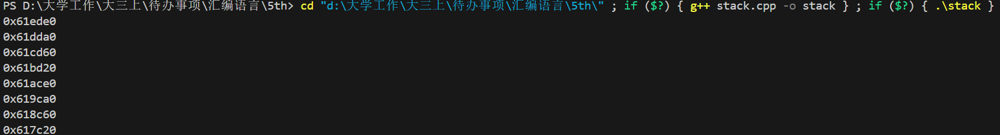 PS D:\大学工作\大三上\待办事项\汇编语言\5th> cd "d:\大学工作\大三上\待办事项\汇编语言\5th\" ; if ($?) { g++ stack.cpp -o stack } ; if ($?) { .\stack }
0x61ede0
0x61dda0
0x61cd60
0x61bd20
0x61ace0
0x619ca0
0x618c60
0x617c20